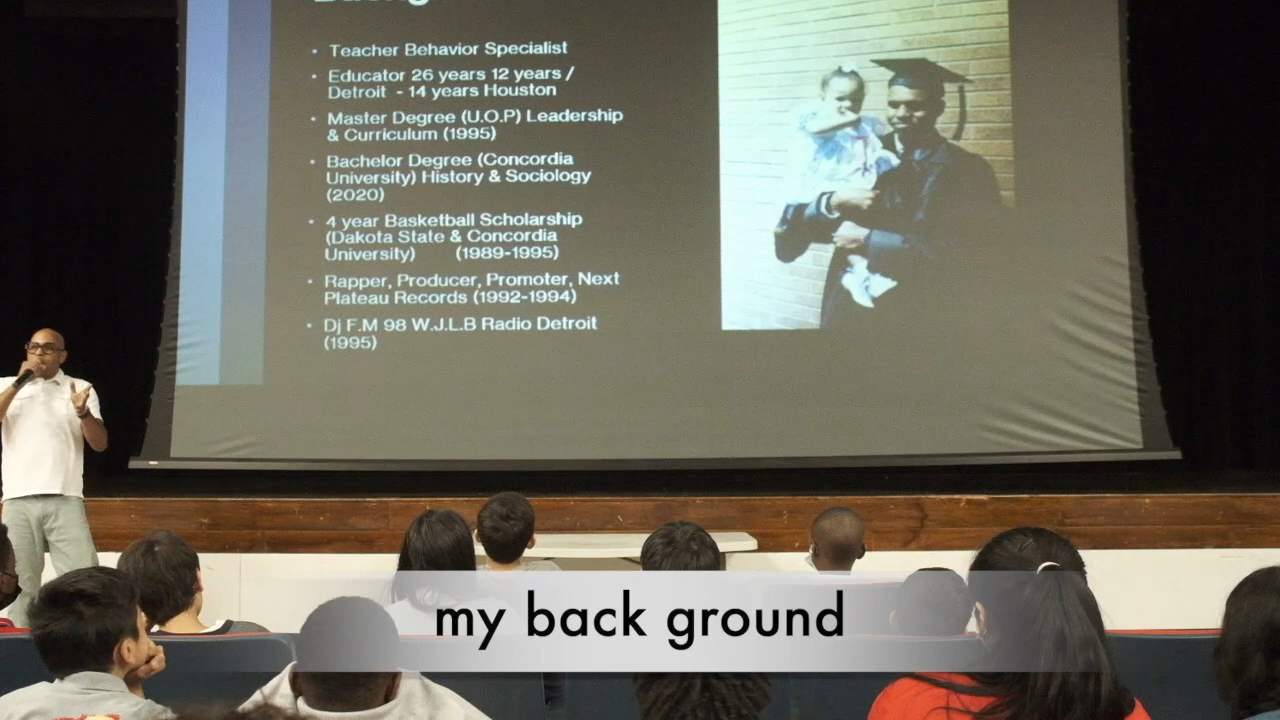 • Teacher Behavior Specialist
• Educator 26 years 12 years /
Detroit - 14 years Houston
• Master Degree (U.O.P) Leadership
& Curriculum (1995)
• Bachelor Degree (Concordia
University) History & Sociology
(2020)
• 4 year Basketball Scholarship
(Dakota State & Concordia
University) (1989-1995)
• Rapper, Producer, Promoter, Next
Plateau Records (1992-1994)
• Dj F.M 98 W.J.L.B Radio Detroit
(1995)
my back ground